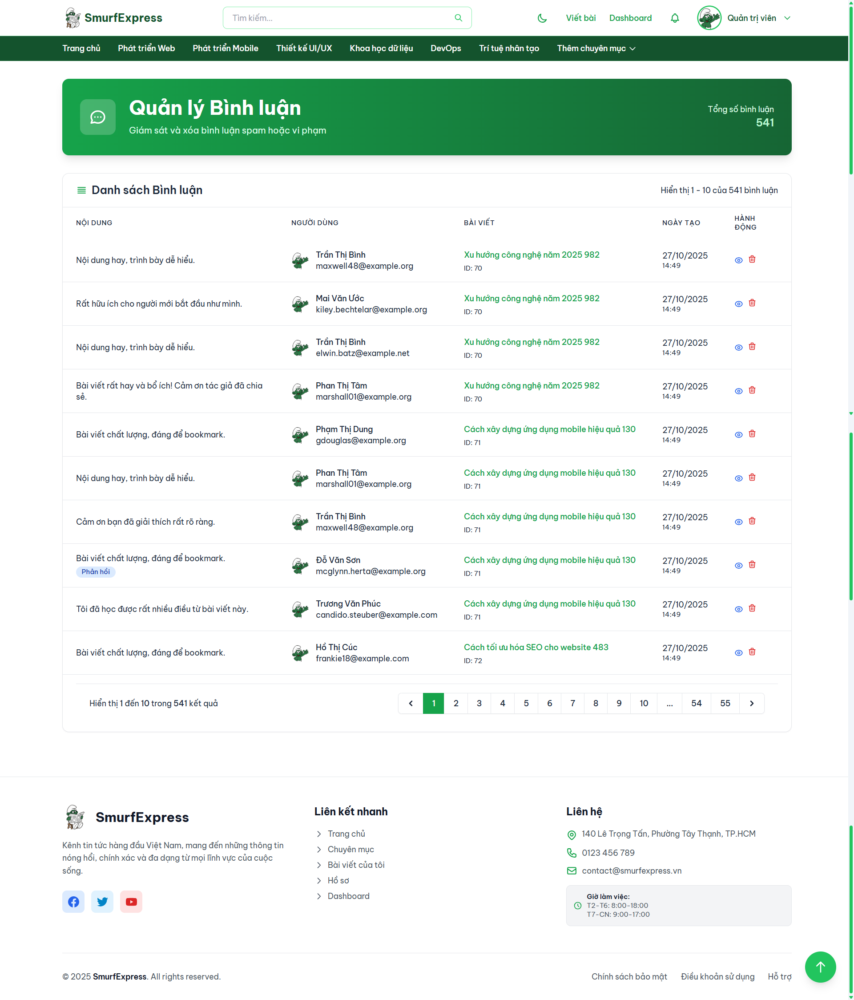 SmurfExpress
Tìm kiếm...
Viết bài
Dashboard
Quản trị viên
Trang chủ
Phát triển Web
Phát triển Mobile
Thiết kế UI/UX
Khoa học dữ liệu
DevOps
Trí tuệ nhân tạo
Thêm chuyên mục
Quản lý Bình luận
Giám sát và xóa bình luận spam hoặc vi phạm
Tổng số bình luận
541
Danh sách Bình luận
Hiển thị 1 - 10 của 541 bình luận
NỘI DUNG
NGƯỜI DÙNG
BÀI VIẾT
NGÀY TẠO
HÀNH
ĐỘNG
Nội dung hay, trình bày dễ hiểu.
Trần Thị Bình
maxwell48@example.org
Xu hướng công nghệ năm 2025 982
ID: 70
27/10/2025
14:49
Rất hữu ích cho người mới bắt đầu như mình.
Mai Văn Ước
kiley.bechtelar@example.org
Xu hướng công nghệ năm 2025 982
ID: 70
27/10/2025
14:49
Nội dung hay, trình bày dễ hiểu.
Trần Thị Bình
elwin.batz@example.net
Xu hướng công nghệ năm 2025 982
ID: 70
27/10/2025
14:49
Bài viết rất hay và bổ ích! Cảm ơn tác giả đã chia
sẻ.
Phan Thị Tâm
marshall01@example.org
Xu hướng công nghệ năm 2025 982
ID: 70
27/10/2025
14:49
Bài viết chất lượng, đáng để bookmark.
Phạm Thị Dung
gdouglas@example.org
Cách xây dựng ứng dụng mobile hiệu quả 130
ID: 71
27/10/2025
14:49
Nội dung hay, trình bày dễ hiểu.
Phan Thị Tâm
marshall01@example.org
Cách xây dựng ứng dụng mobile hiệu quả 130
ID: 71
27/10/2025
14:49
Cảm ơn bạn đã giải thích rất rõ ràng.
Trần Thị Bình
maxwell48@example.org
Cách xây dựng ứng dụng mobile hiệu quả 130
ID: 71
27/10/2025
14:49
Bài viết chất lượng, đáng để bookmark.
Phản hồi
Đỗ Văn Sơn
mcglynn.herta@example.org
Cách xây dựng ứng dụng mobile hiệu quả 130
ID: 71
27/10/2025
14:49
Tôi đã học được rất nhiều điều từ bài viết này.
Trương Văn Phúc
candido.steuber@example.com
Cách xây dựng ứng dụng mobile hiệu quả 130
ID: 71
27/10/2025
14:49
Bài viết chất lượng, đáng để bookmark.
Hồ Thị Cúc
frankie18@example.com
Cách tối ưu hóa SEO cho website 483
ID: 72
27/10/2025
14:49
Hiển thị 1 đến 10 trong 541 kết quả
1 2 3 4 5 6 7 8 9 10 ... 54 55
SmurfExpress
Kênh tin tức hàng đầu Việt Nam, mang đến những thông tin
nóng hổi, chính xác và đa dạng từ mọi lĩnh vực của cuộc
sống.
Liên kết nhanh
Trang chủ
Chuyên mục
Bài viết của tôi
Hồ sơ
Dashboard
Liên hệ
140 Lê Trọng Tấn, Phường Tây Thạnh, TP.HCM
0123 456 789
contact@smurfexpress.vn
Giờ làm việc:
T2-T6: 8:00-18:00
T7-CN: 9:00-17:00
© 2025 SmurfExpress. All rights reserved.
Chính sách bảo mật
Điều khoản sử dụng
Hỗ trợ